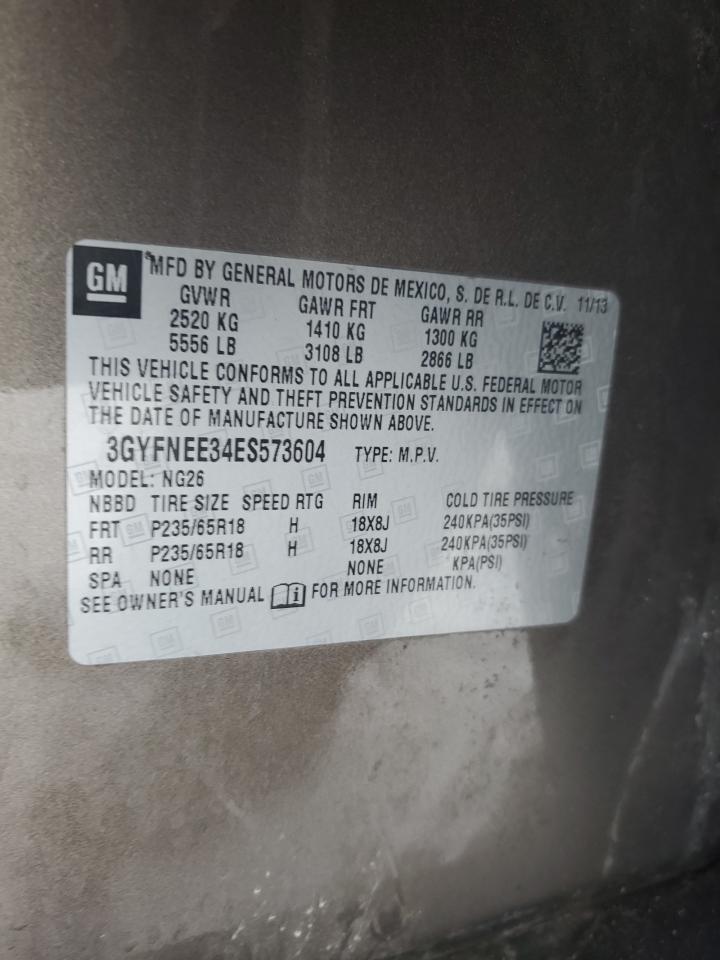 GM *MFD BY GENERAL MOTORS DE MEXICO, S. DE R.L. DE C.V. 11/13
GVWR GAWR FRT GAWR RR
2520 KG 1410 KG 1300 KG
5556 LB 3108 LB 2866 LB
THIS VEHICLE CONFORMS TO ALL APPLICABLE U.S. FEDERAL MOTOR
VEHICLE SAFETY AND THEFT PREVENTION STANDARDS IN EFFECT ON
THE DATE OF MANUFACTURE SHOWN ABOVE.
3GYFNEE34ES573604 TYPE: M.P.V.
MODEL: NG26
NBBD TIRE SIZE SPEED RTG RIM COLD TIRE PRESSURE
FRT P235/65R18 H 18X8J 240KPA(35PSI)
RR P235/65R18 H 18X8J 240KPA(35PSI)
SPA NONE NONE KPA(PSI)
SEE OWNER'S MANUAL i FOR MORE INFORMATION.